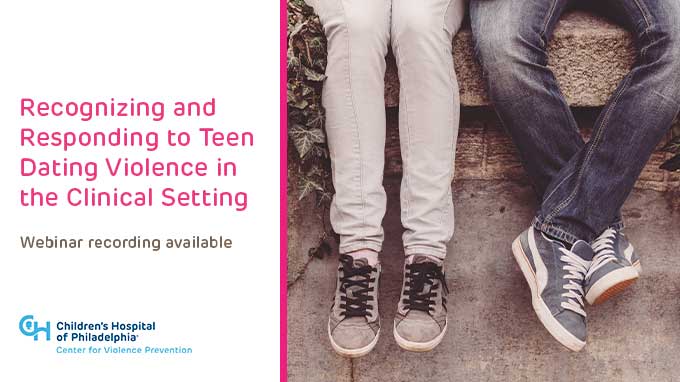 Recognizing and
Responding to Teen
Dating Violence in
the Clinical Setting
Webinar recording available
CH Children's Hospital
of Philadelphia®
Center for Violence Prevention